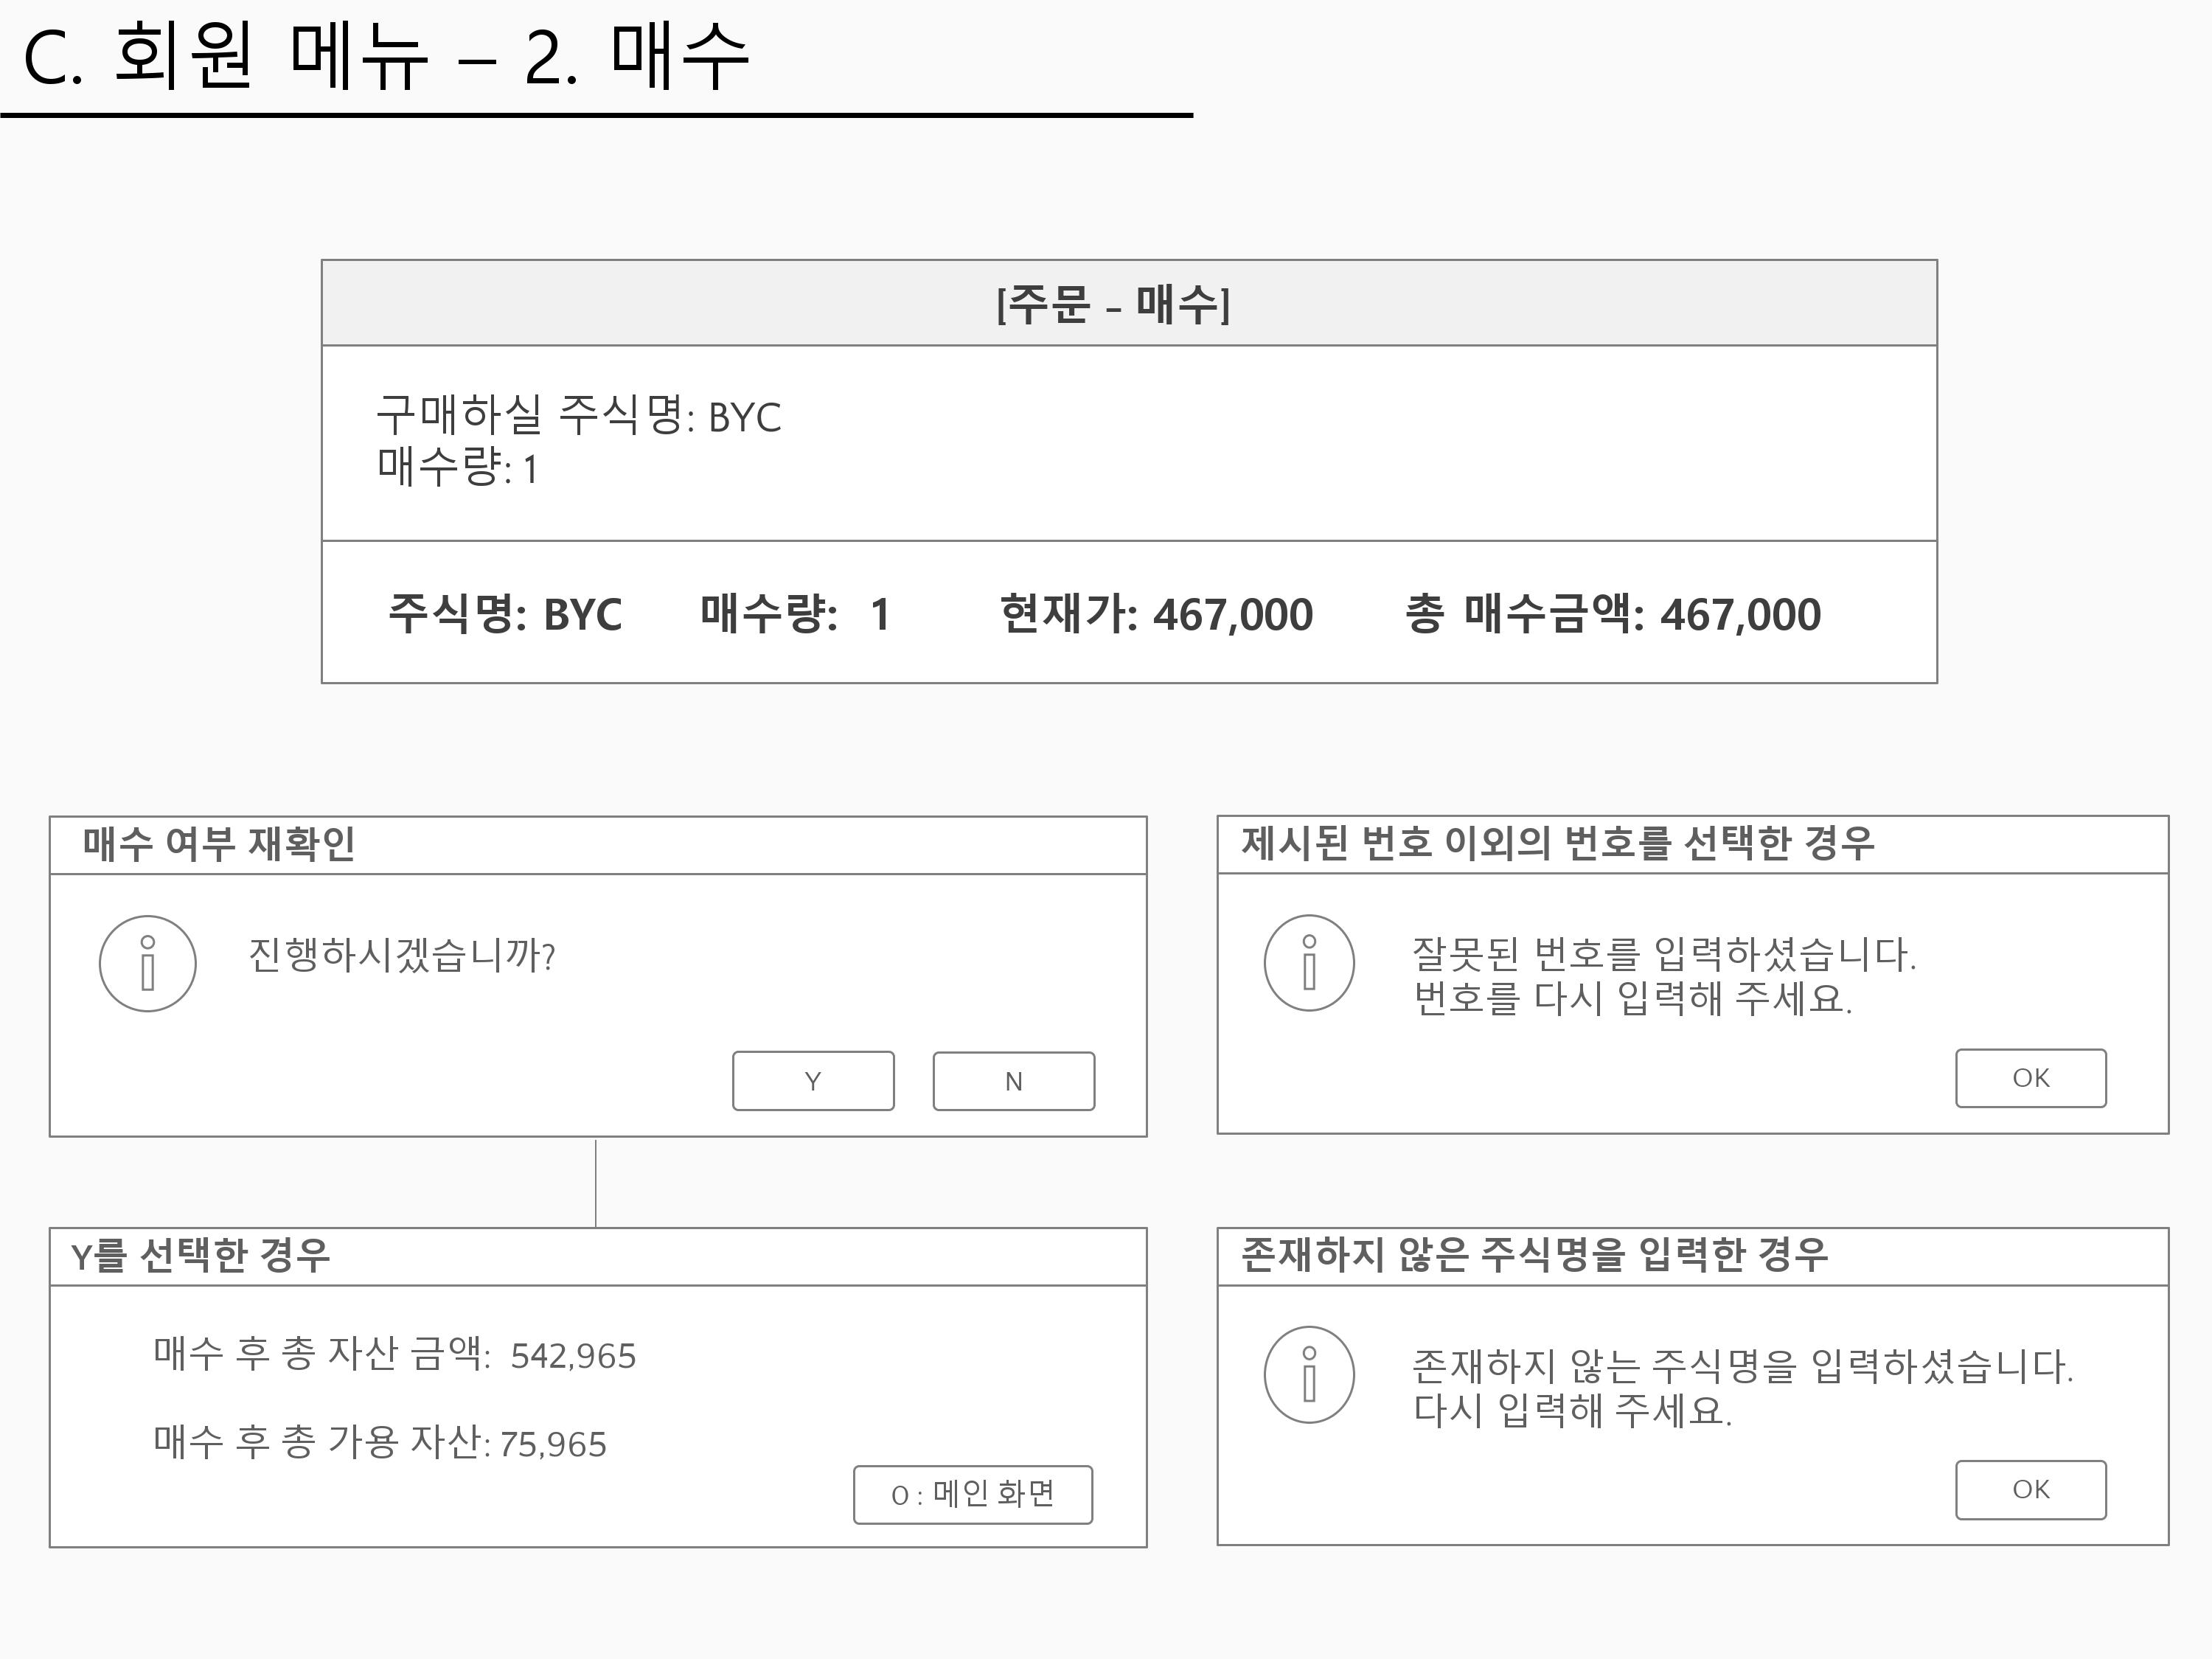 C. 회원 메뉴 – 2. 매수
[주문 - 매수]
구매하실 주식명: BYC
매수량: 1
주식명: BYC 매수량: 1 현재가: 467,000 총 매수금액: 467,000
매수 여부 재확인
진행하시겠습니까?
Y N
제시된 번호 이외의 번호를 선택한 경우
잘못된 번호를 입력하셨습니다.
번호를 다시 입력해 주세요.
OK
Y를 선택한 경우
매수 후 총 자산 금액: 542,965
매수 후 총 가용 자산: 75,965
0 : 메인 화면
존재하지 않은 주식명을 입력한 경우
존재하지 않는 주식명을 입력하셨습니다.
다시 입력해 주세요.
OK